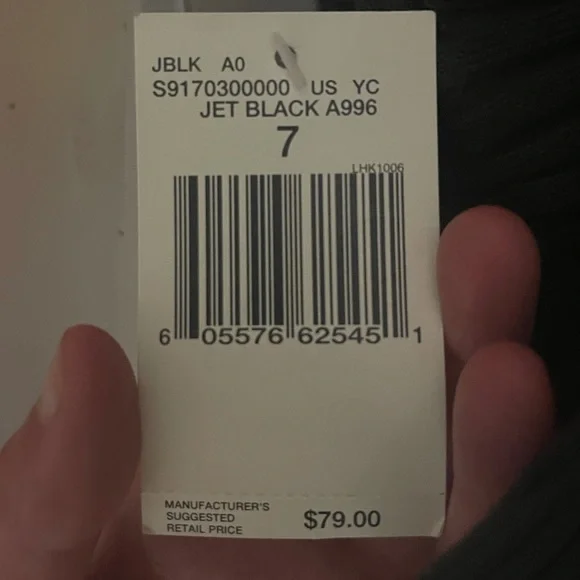 JBLK A0
S9170300000 US YC
JET BLACK A996
7
LHK1006
6 05576 62545 1
MANUFACTURER'S
SUGGESTED
RETAIL PRICE
$79.00